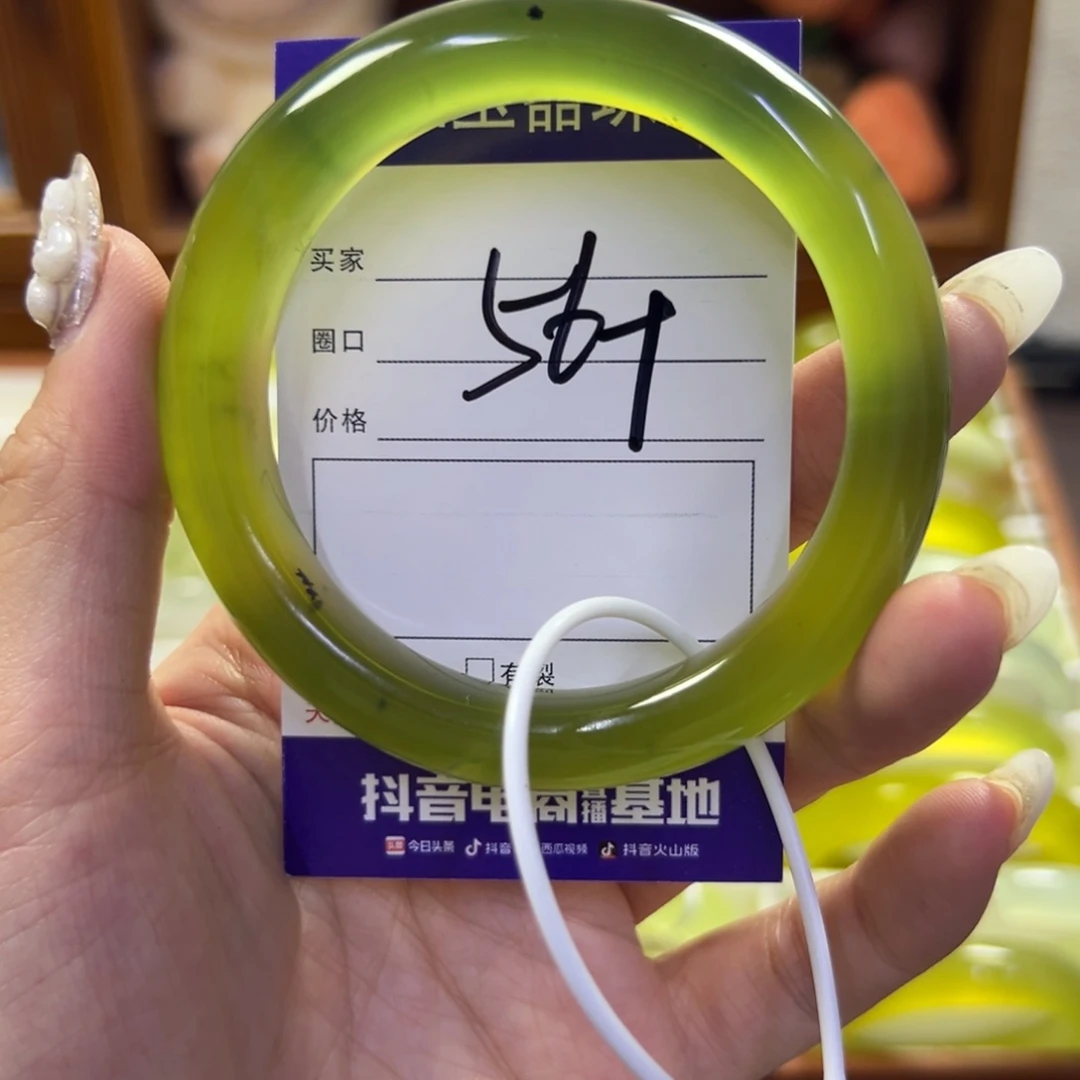 买家
圈口
价格
561
有裂
抖音电商直播基地
今日头条 抖音 西瓜视频 抖音火山版